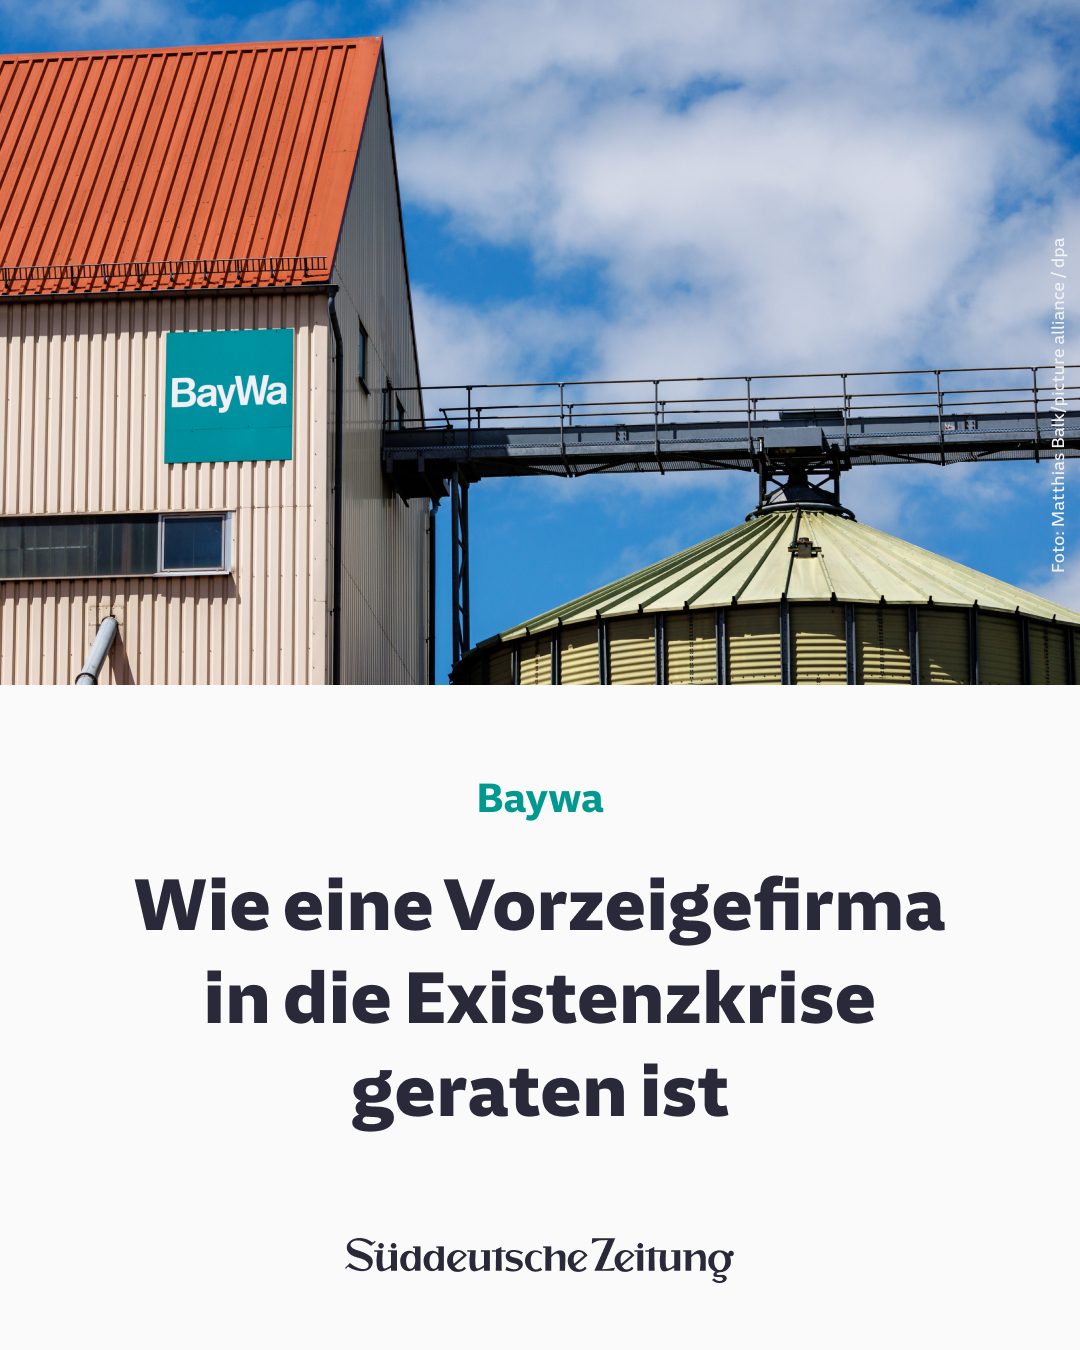 BayWa
Foto: Matthias Balk/picture alliance / dpa
Baywa
Wie eine Vorzeigefirma
in die Existenzkrise
geraten ist
Süddeutsche Zeitung